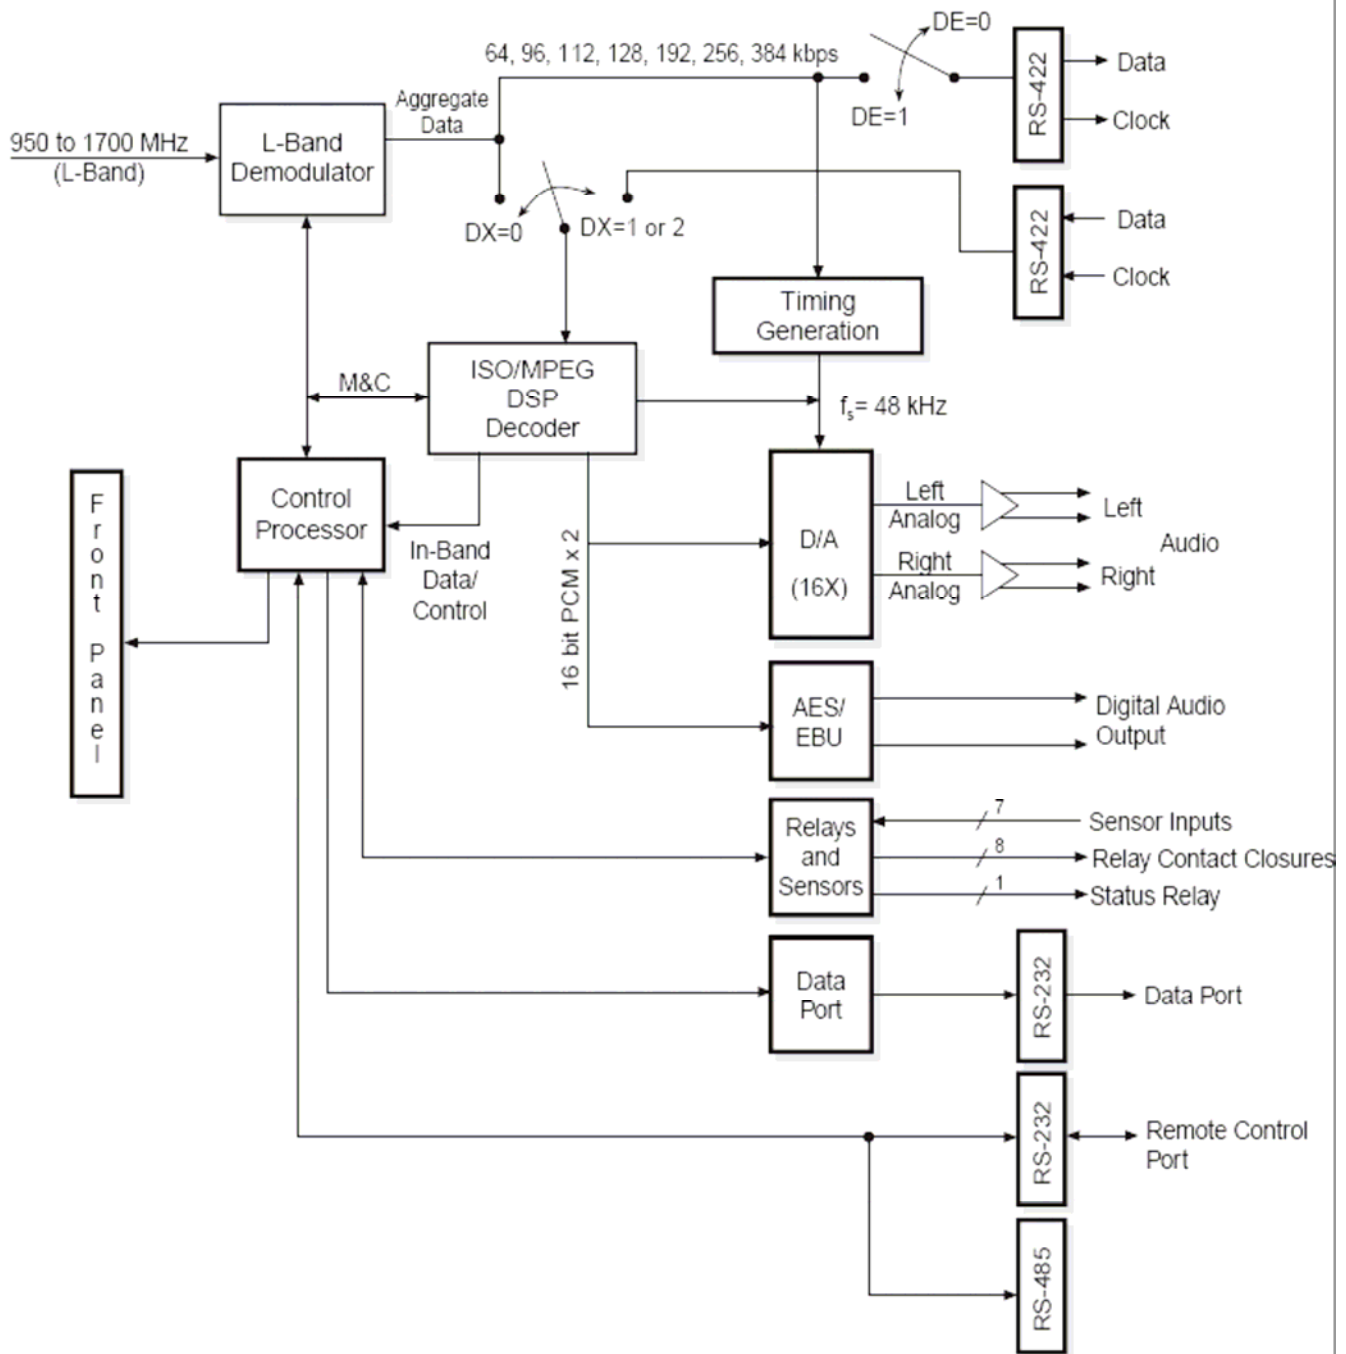 DE=0
64, 96, 112, 128, 192, 256, 384 kbps
DE=1
RS-422
Data
Clock
Aggregate
Data
950 to 1700 MHz
(L-Band)
L-Band
Demodulator
DX=0
DX=1 or 2
RS-422
Data
Clock
Timing
Generation
M&C
ISO/MPEG
DSP
Decoder
fs= 48 kHz
Front Panel
Control
Processor
In-Band
Data/
Control
16 bit PCM x 2
D/A
(16X)
Left
Analog
Right
Analog
Left
Right
Audio
AES/
EBU
Digital Audio
Output
Relays
and
Sensors
7
Sensor Inputs
8
Relay Contact Closures
1
Status Relay
Data
Port
RS-232
Data Port
RS-232
Remote Control
Port
RS-485